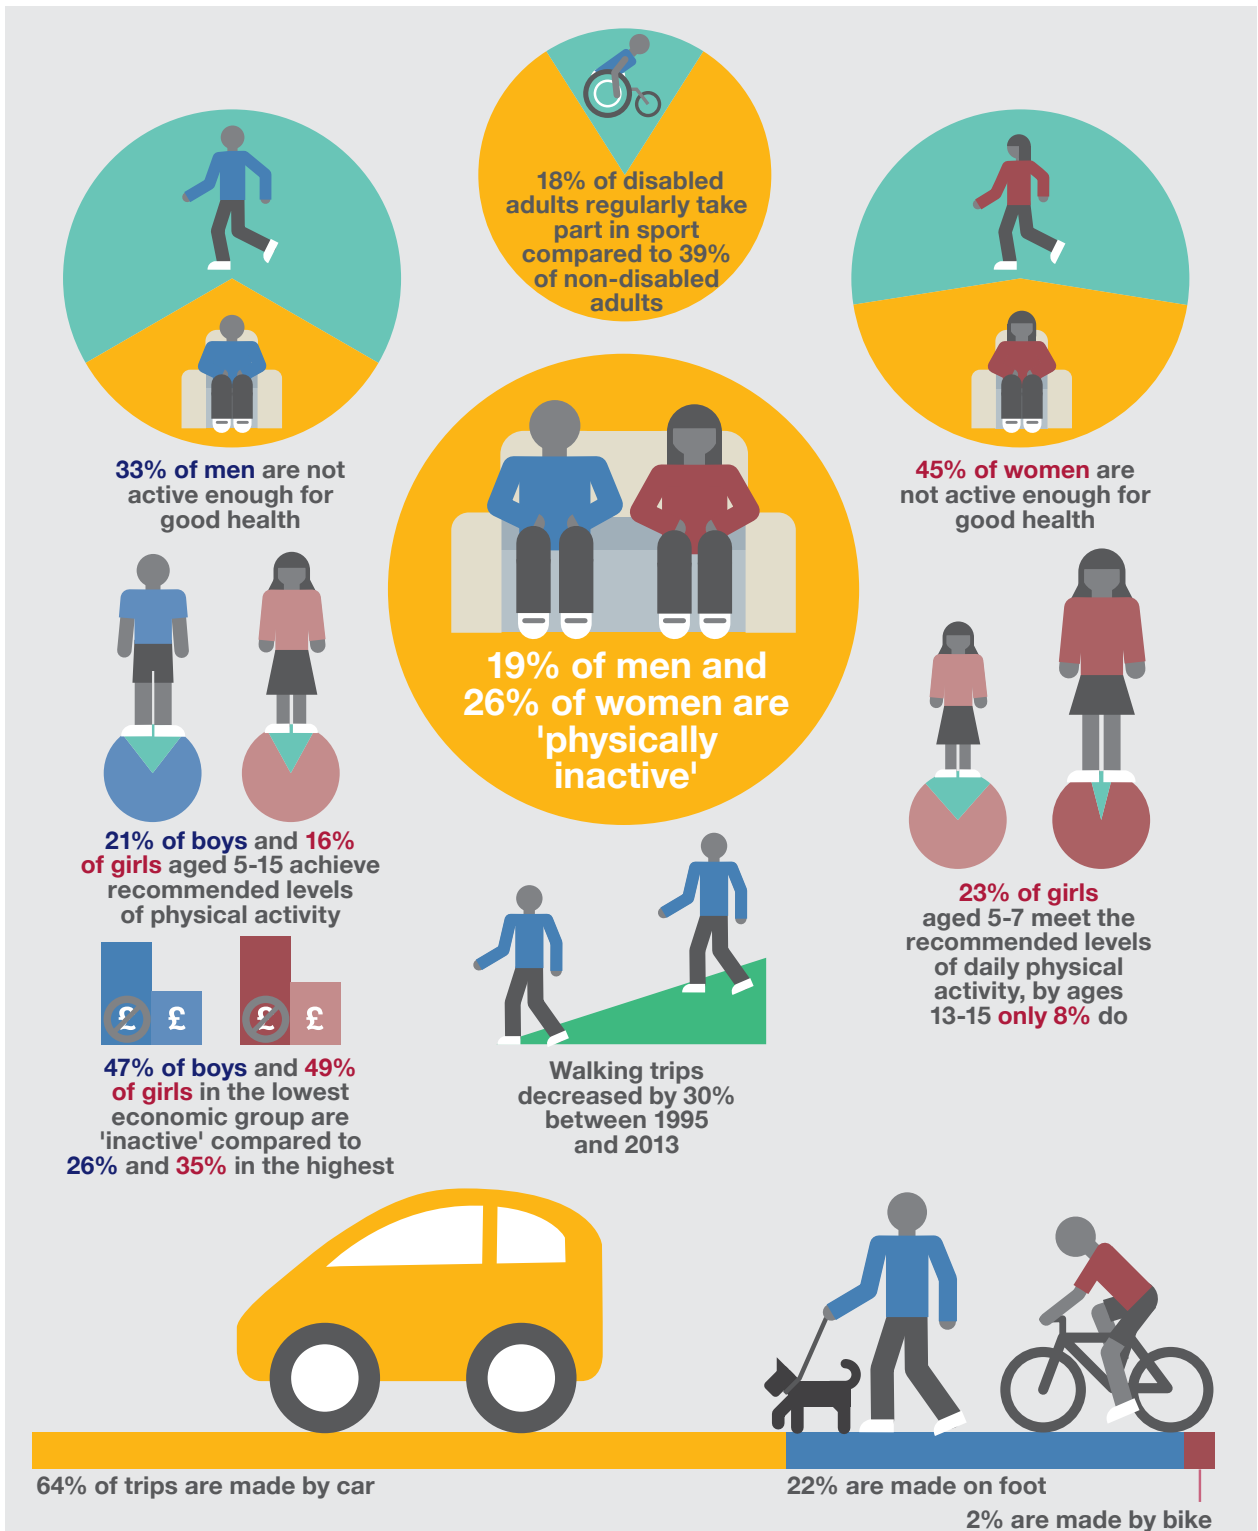 18% of disabled
adults regularly take
part in sport
compared to 39%
of non-disabled
adults
33% of men are not
active enough for
good health
45% of women are
not active enough for
good health
19% of men and
26% of women are
'physically
inactive'
21% of boys and 16%
of girls aged 5-15 achieve
recommended levels
of physical activity
23% of girls
aged 5-7 meet the
recommended levels
of daily physical
activity, by ages
13-15 only 8% do
£ £ £ £
47% of boys and 49%
of girls in the lowest
economic group are
'inactive' compared to
26% and 35% in the highest
Walking trips
decreased by 30%
between 1995
and 2013
64% of trips are made by car
22% are made on foot
2% are made by bike